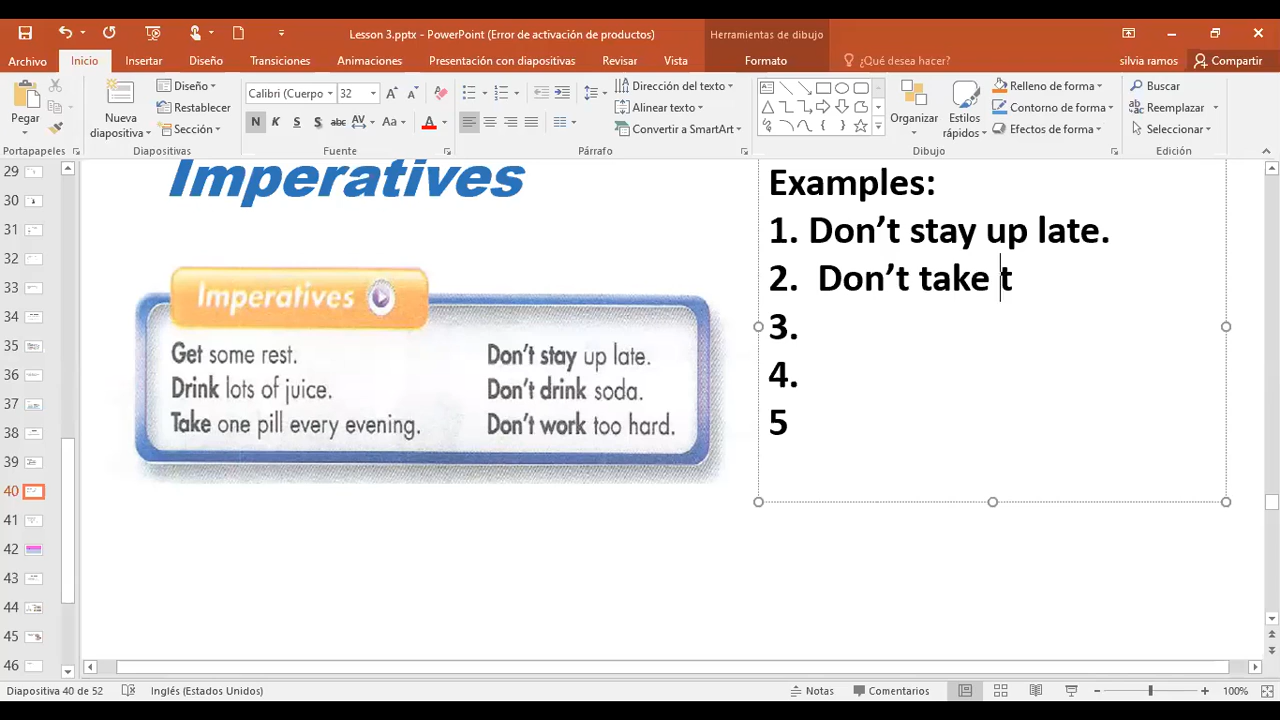 Lesson 3.pptx - PowerPoint (Error de activación de productos)
Herramientas de dibujo
Archivo
Inicio
Insertar
Diseño
Transiciones
Animaciones
Presentación con diapositivas
Revisar
Vista
Formato
¿Qué desea hacer?
silvia ramos
Compartir
Pegar
Nueva
diapositiva
Diseño
Restablecer
Sección
Calibri (Cuerpo)
32
N
K
S
abc
AV
Aa
A
Dirección del texto
Alinear texto
Convertir a SmartArt
Organizar
Estilos
rápidos
Relleno de forma
Contorno de forma
Efectos de forma
Buscar
Reemplazar
Seleccionar
Portapapeles
Diapositivas
Fuente
Párrafo
Dibujo
Edición
29
30
31
32
33
34
35
36
37
38
39
40
41
42
43
44
45
46
Imperatives
Imperatives
Get some rest.
Drink lots of juice.
Take one pill every evening.
Don't stay up late.
Don't drink soda.
Don't work too hard.
Examples:
1. Don’t stay up late.
2. Don’t take t
3.
4.
5
Diapositiva 40 de 52
Inglés (Estados Unidos)
Notas
Comentarios
100%